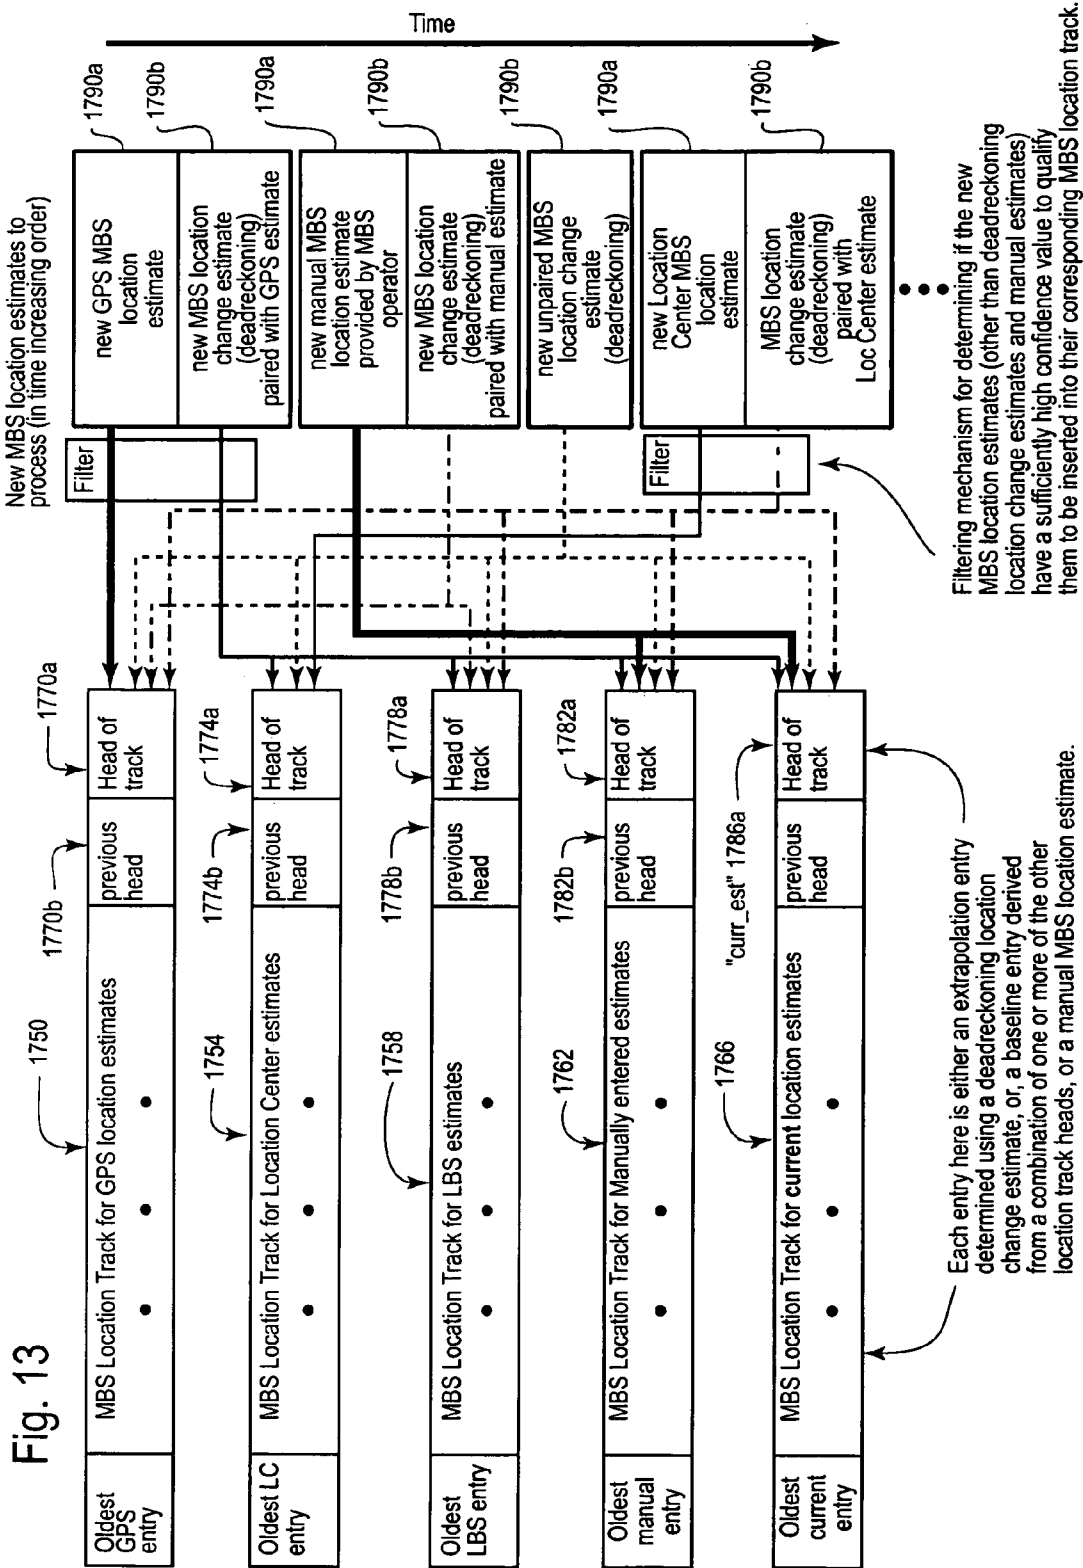 Fig. 13
New MBS location estimates to
process (in time increasing order)
Time
new GPS MBS
location
estimate
1790a
new MBS location
change estimate
(deadreckoning)
paired with GPS estimate
1790b
new manual MBS
location estimate
provided by MBS
operator
1790a
new MBS location
change estimate
(deadreckoning)
paired with manual estimate
1790b
new unpaired MBS
location change
estimate
(deadreckoning)
1790b
new Location
Center MBS
location
estimate
1790a
MBS location
change estimate
(deadreckoning)
paired with
Loc Center estimate
1790b
Filter
Filter
Filtering mechanism for determining if the new
MBS location estimates (other than deadreckoning
location change estimates and manual estimates)
have a sufficiently high confidence value to qualify
them to be inserted into their corresponding MBS location track.
Oldest
GPS
entry
MBS Location Track for GPS location estimates
1750
previous
head
1770b
Head of
track
1770a
Oldest LC
entry
MBS Location Track for Location Center estimates
1754
previous
head
1774b
Head of
track
1774a
Oldest
LBS entry
MBS Location Track for LBS estimates
1758
previous
head
1778b
Head of
track
1778a
Oldest
manual
entry
MBS Location Track for Manually entered estimates
1762
previous
head
1782b
Head of
track
1782a
Oldest
current
entry
MBS Location Track for current location estimates
1766
previous
head
"curr_est" 1786a
Head of
track
Each entry here is either an extrapolation entry
determined using a deadreckoning location
change estimate, or, a baseline entry derived
from a combination of one or more of the other
location track heads, or a manual MBS location estimate.